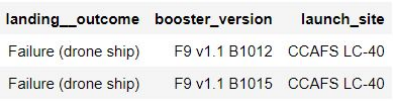 landing__outcome booster_version launch_site
Failure (drone ship) F9 v1.1 B1012 CCAFS LC-40
Failure (drone ship) F9 v1.1 B1015 CCAFS LC-40